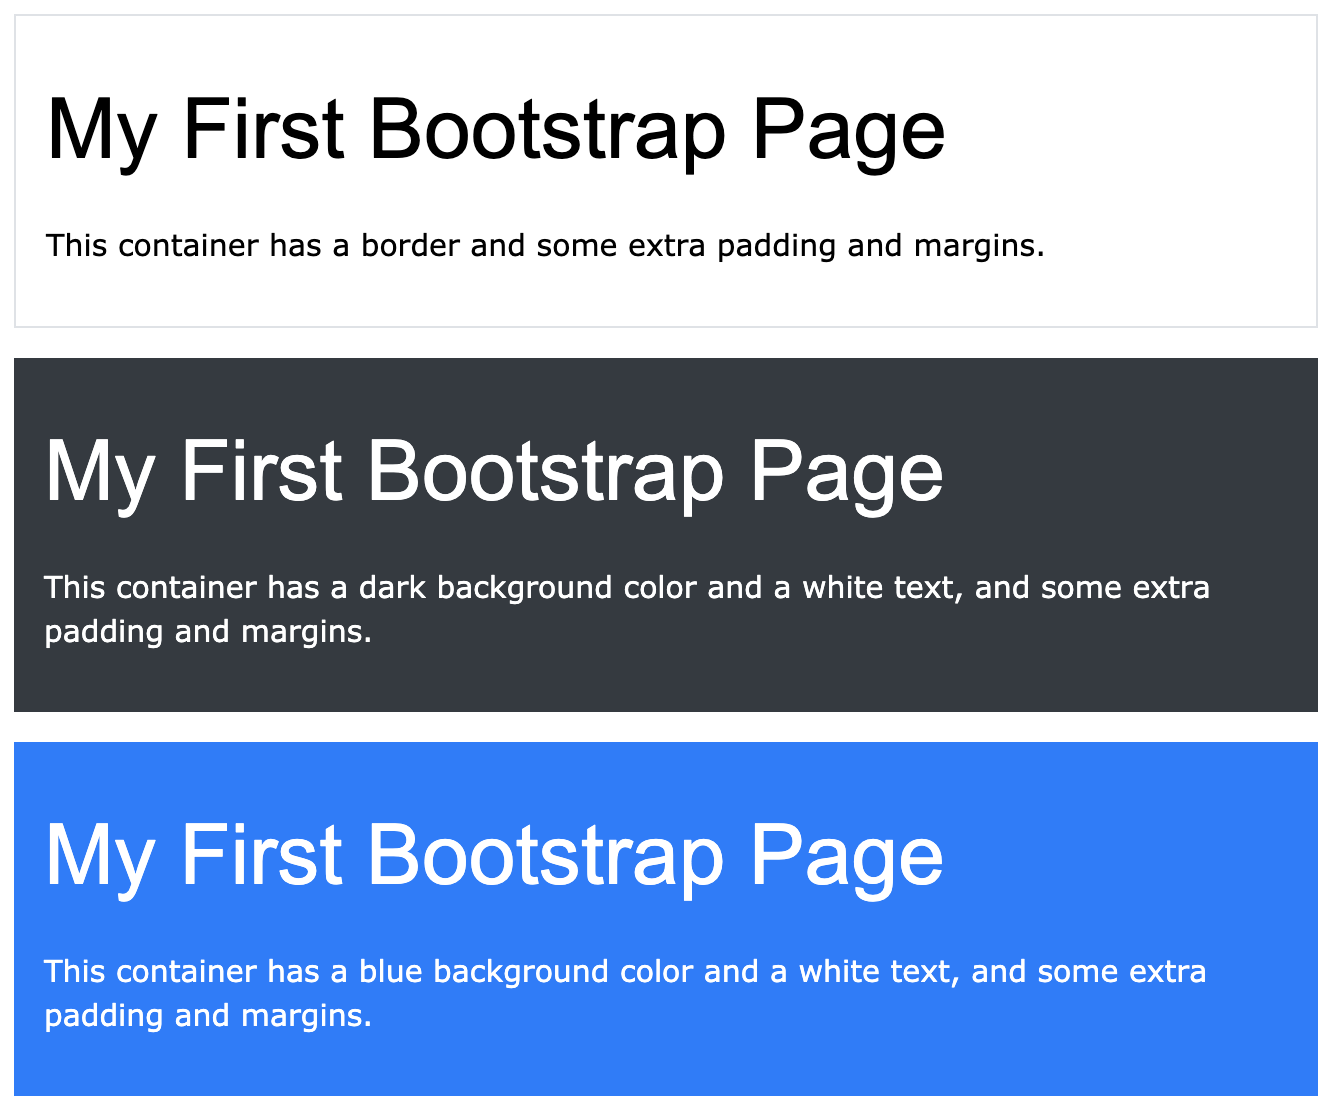 My First Bootstrap Page
This container has a border and some extra padding and margins.
My First Bootstrap Page
This container has a dark background color and a white text, and some extra
padding and margins.
My First Bootstrap Page
This container has a blue background color and a white text, and some extra
padding and margins.